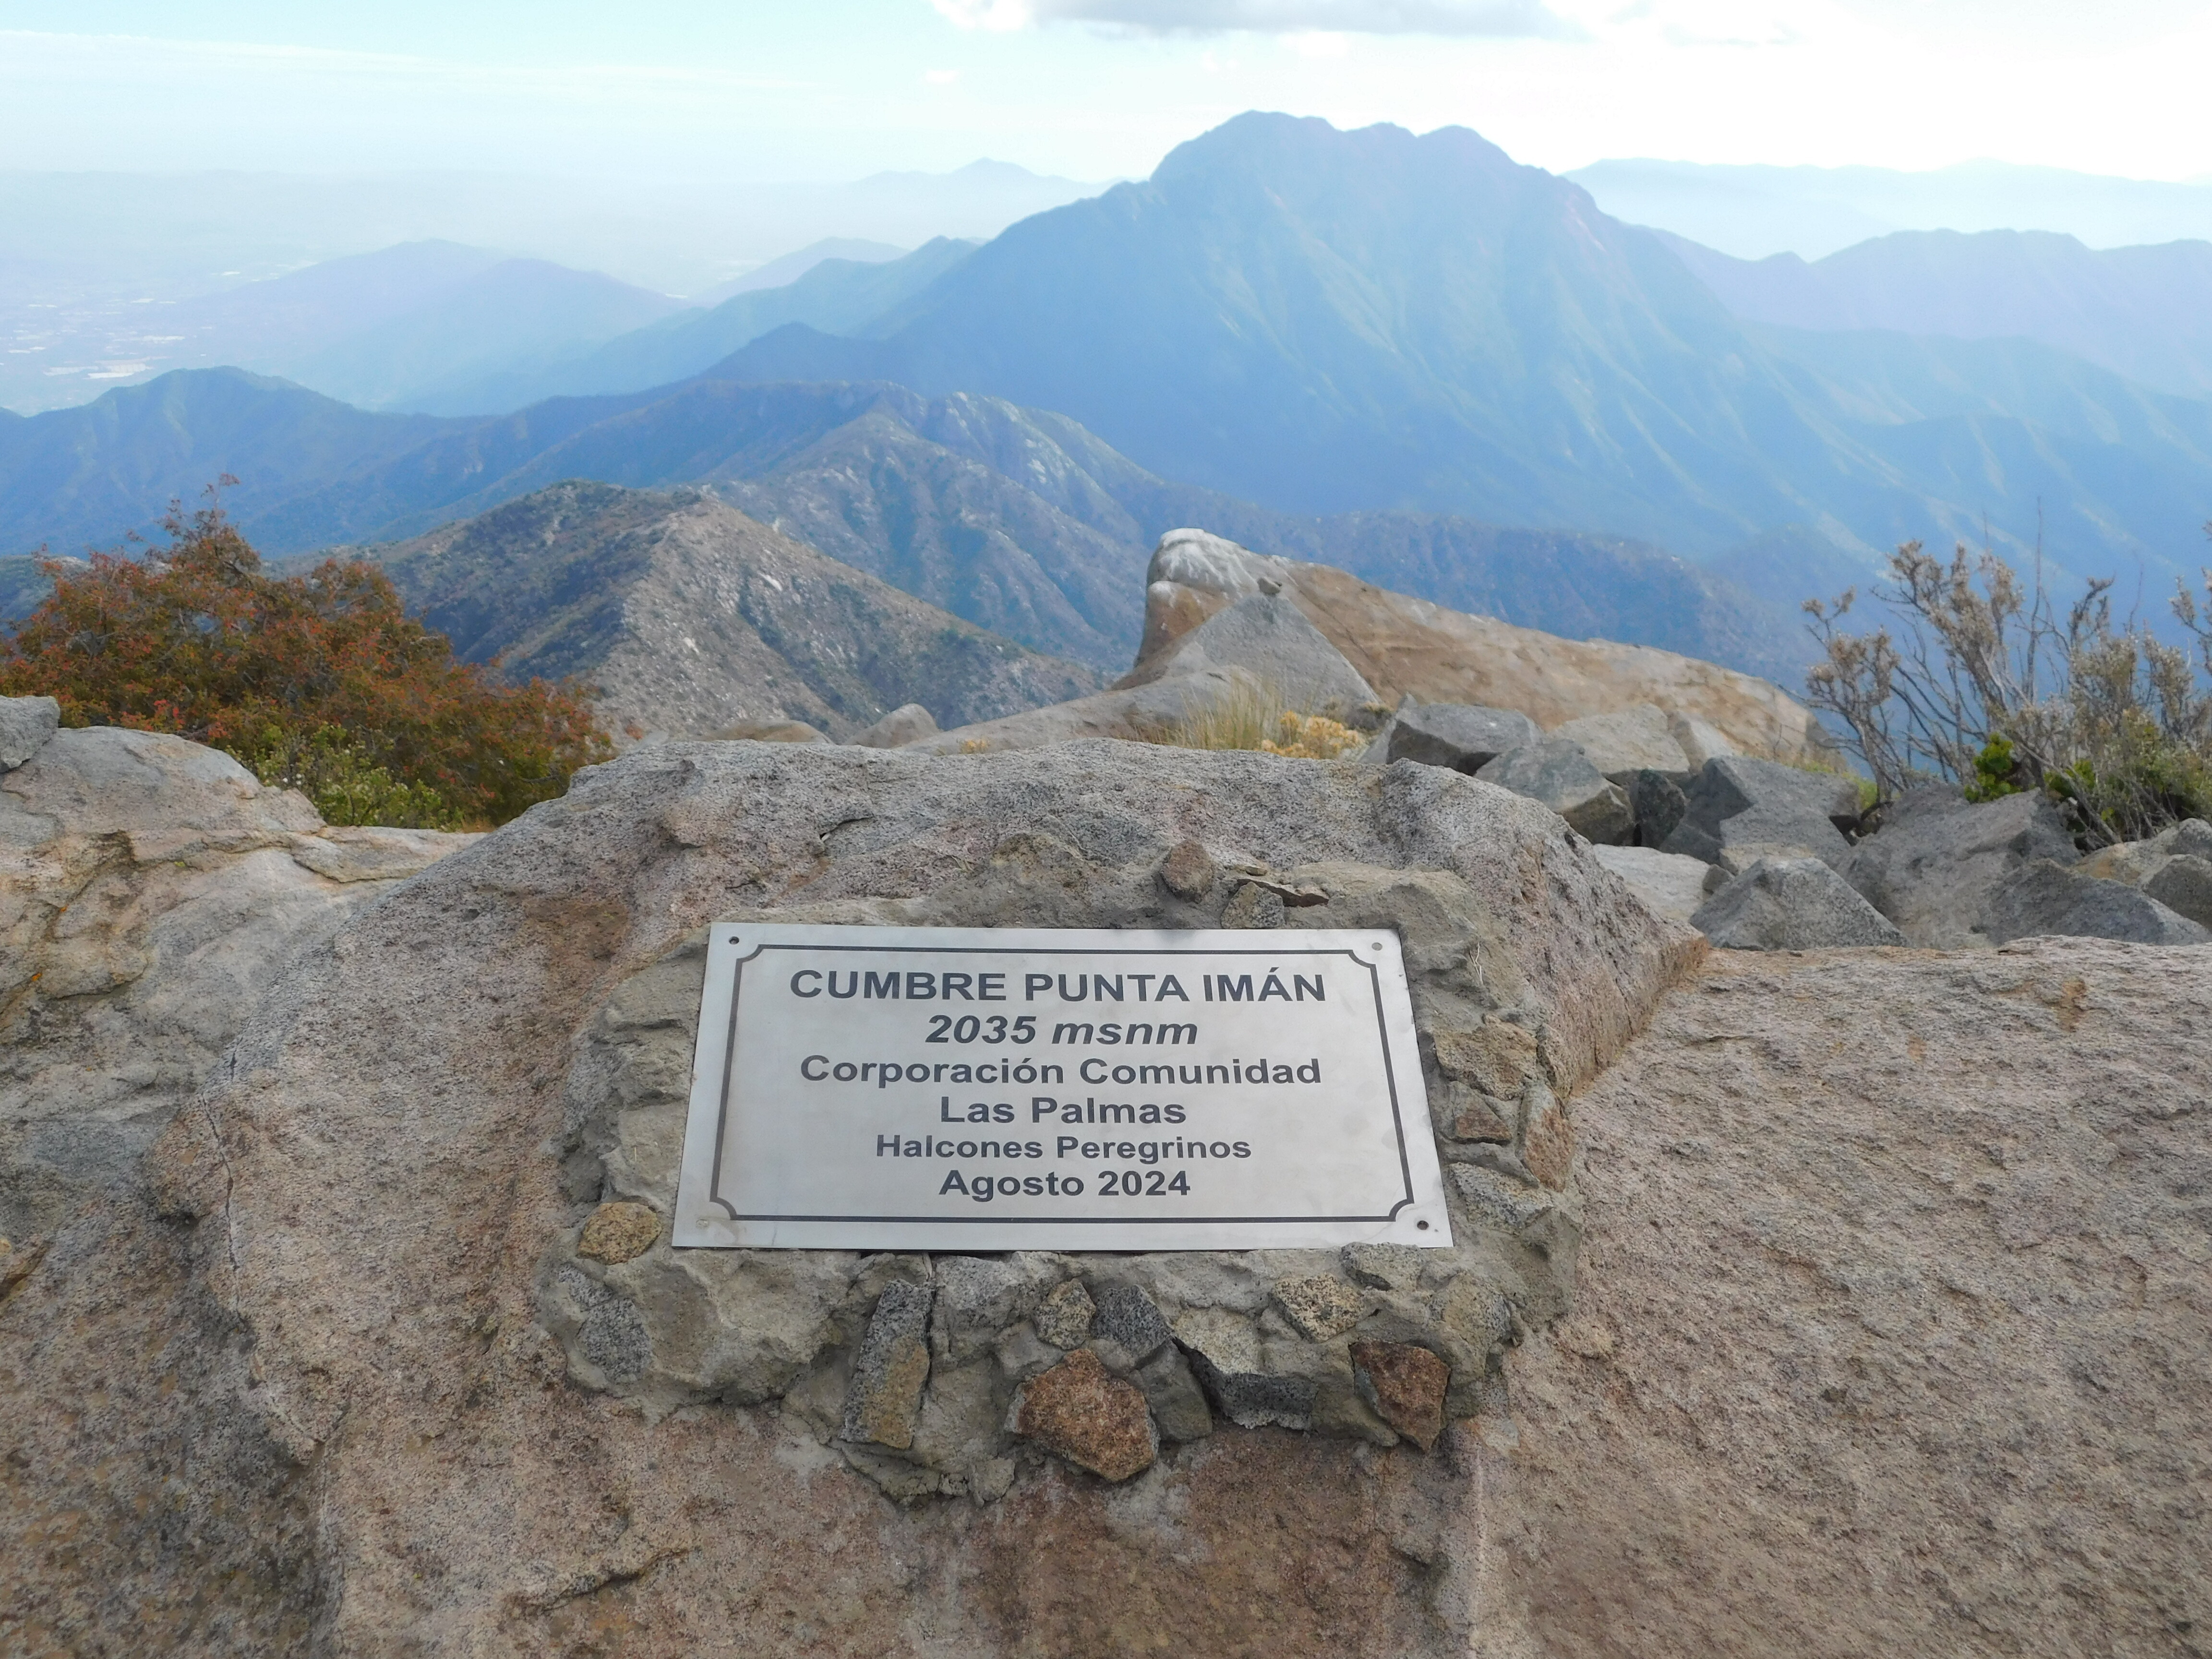 CUMBRE PUNTA IMÁN
2035 msnm
Corporación Comunidad
Las Palmas
Halcones Peregrinos
Agosto 2024